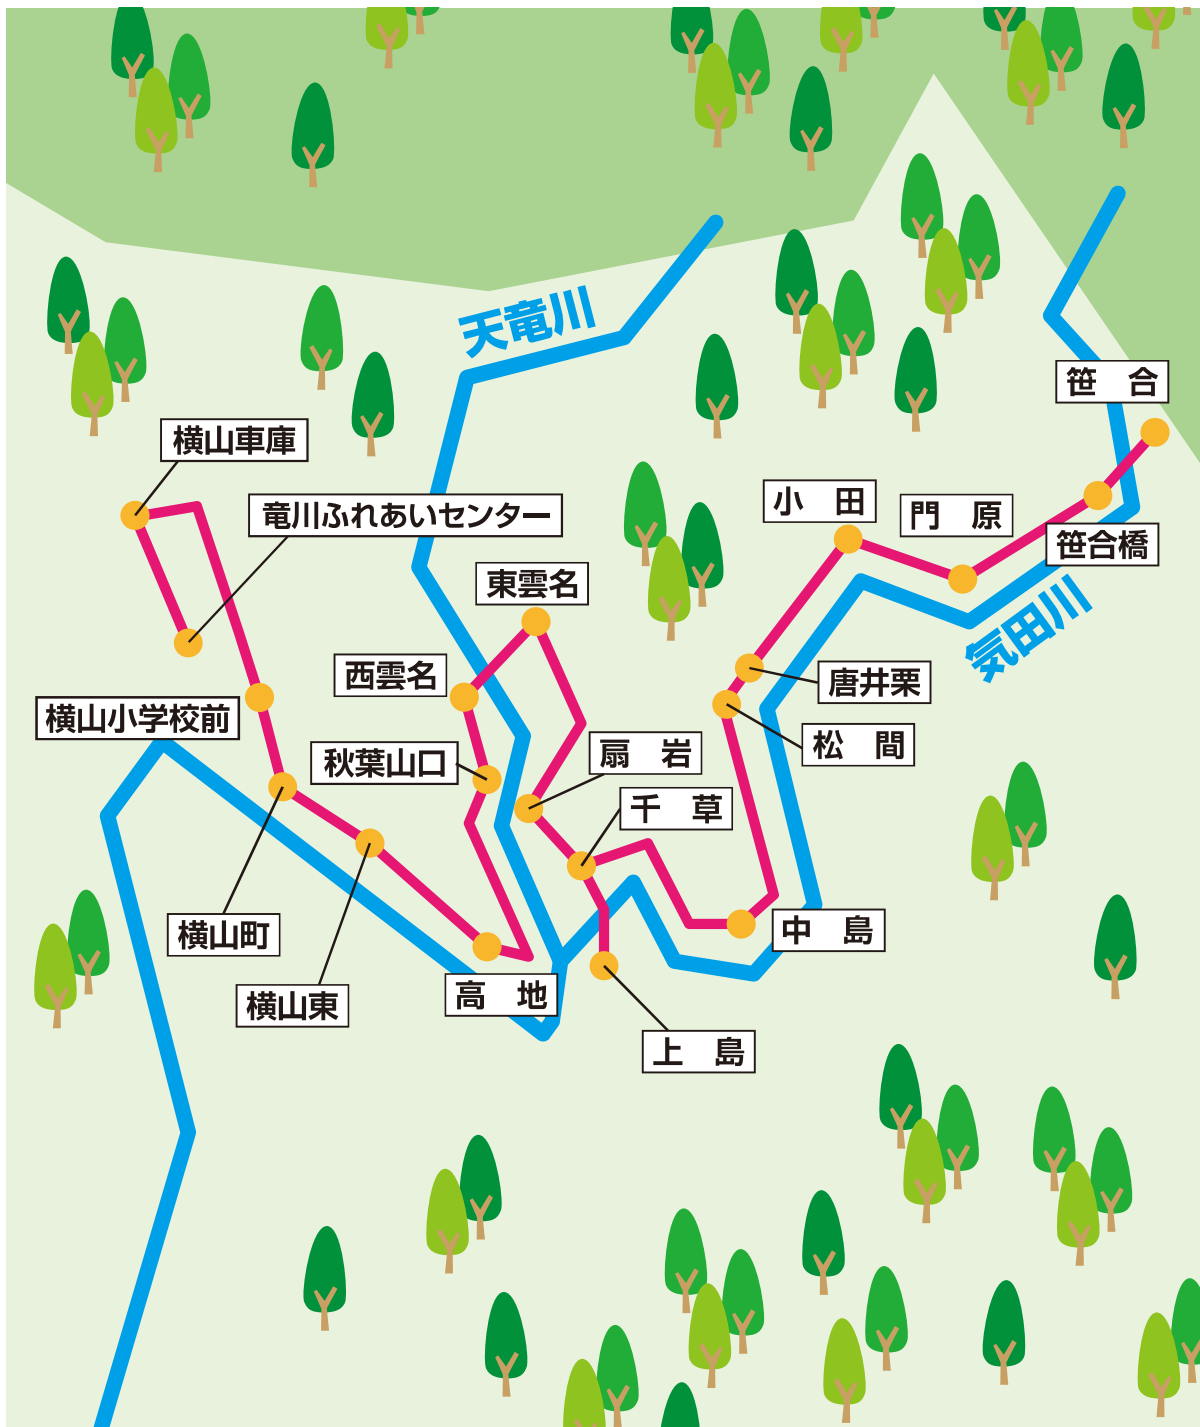 天竜川
笹　合
横山車庫
小　田
門　原
竜川ふれあいセンター
笹合橋
東雲名
気田川
西雲名
唐井栗
横山小学校前
松　間
扇　岩
秋葉山口
千　草
横山町
中　島
高　地
横山東
上　島